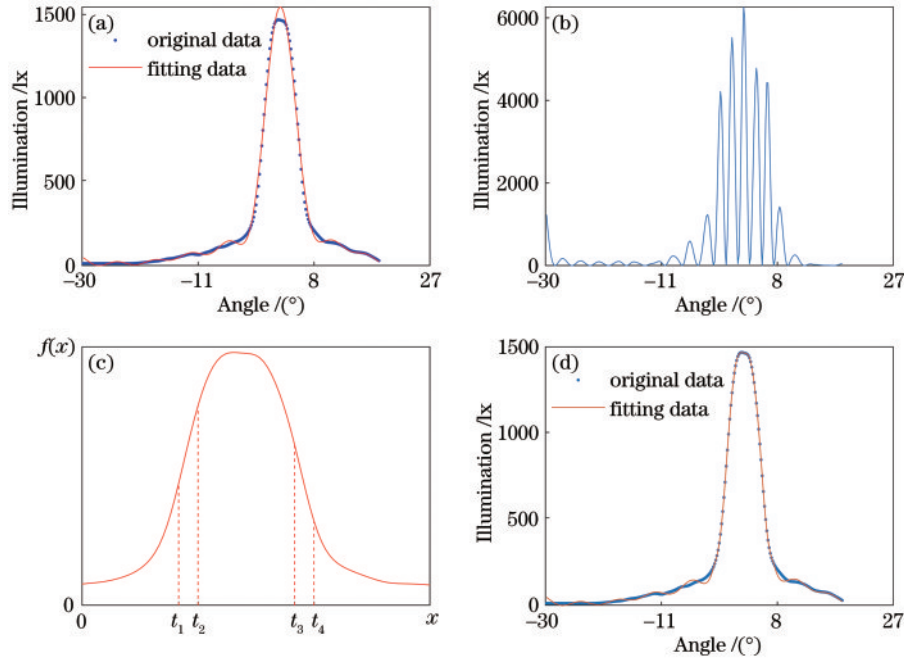 (a)
original data
fitting data
Illumination /lx
1500
1000
500
0
−30
−11
8
27
Angle /(°)
(b)
Illumination /lx
6000
4000
2000
0
−30
−11
8
27
Angle /(°)
(c)
f(x)
0
0
t1
t2
t3
t4
x
(d)
original data
fitting data
Illumination /lx
1500
1000
500
0
−30
−11
8
27
Angle /(°)